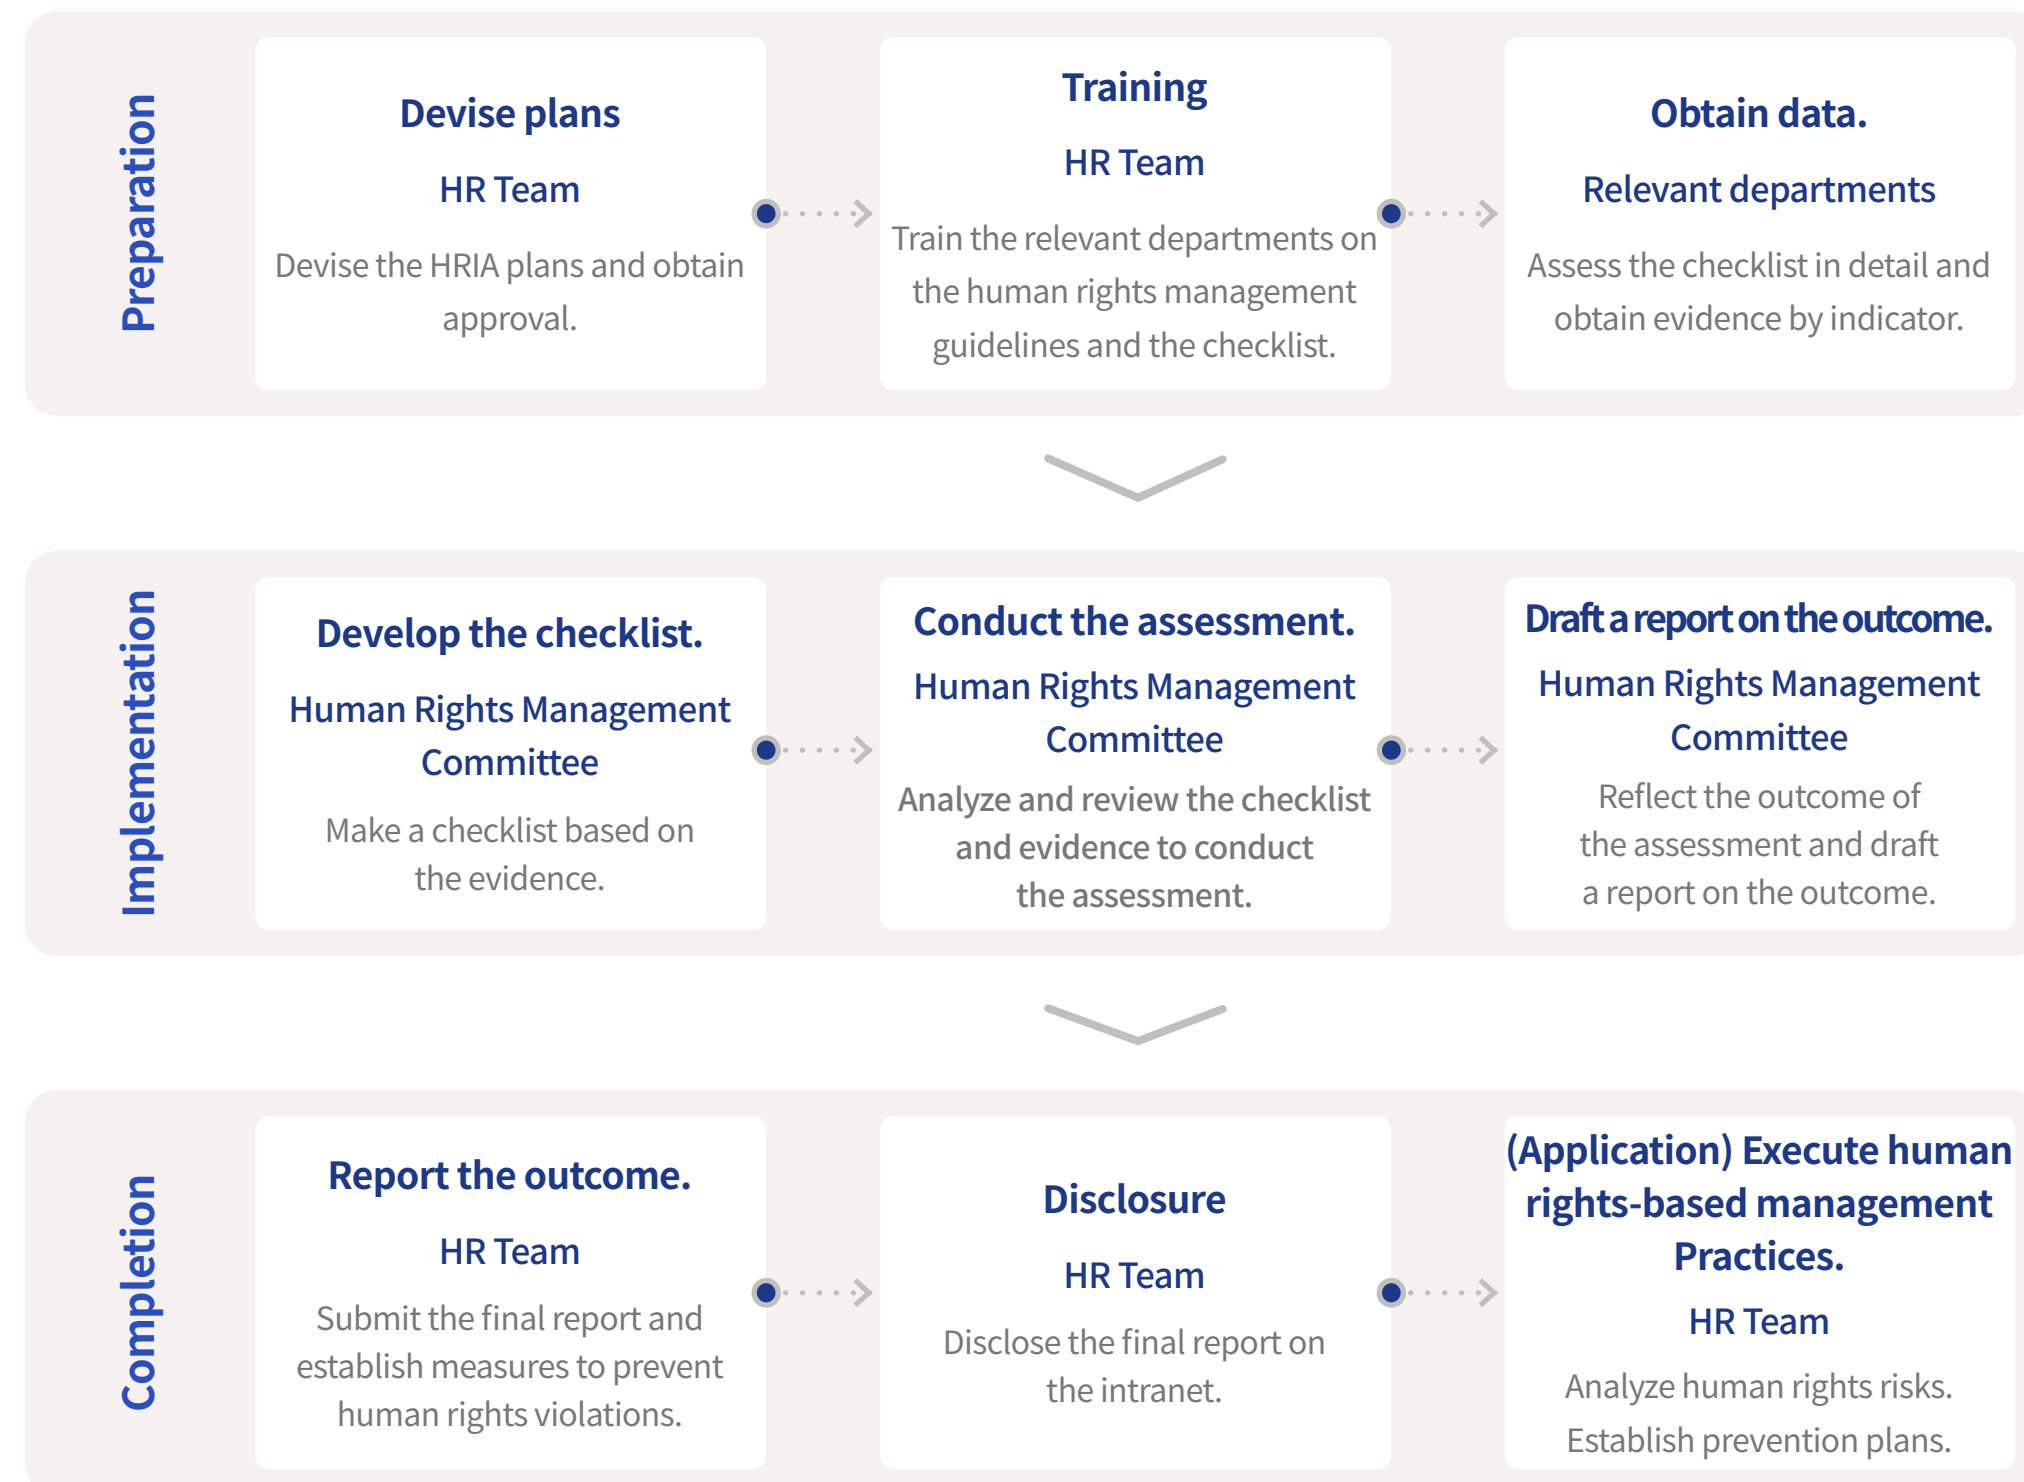 Preparation
Devise plans
HR Team
Devise the HRIA plans and obtain
approval.
Training
HR Team
Train the relevant departments on
the human rights management
guidelines and the checklist.
Obtain data.
Relevant departments
Assess the checklist in detail and
obtain evidence by indicator.
Implementation
Develop the checklist.
Human Rights Management
Committee
Make a checklist based on
the evidence.
Conduct the assessment.
Human Rights Management
Committee
Analyze and review the checklist
and evidence to conduct
the assessment.
Draft a report on the outcome.
Human Rights Management
Committee
Reflect the outcome of
the assessment and draft
a report on the outcome.
Completion
Report the outcome.
HR Team
Submit the final report and
establish measures to prevent
human rights violations.
Disclosure
HR Team
Disclose the final report on
the intranet.
(Application) Execute human
rights-based management
Practices.
HR Team
Analyze human rights risks.
Establish prevention plans.